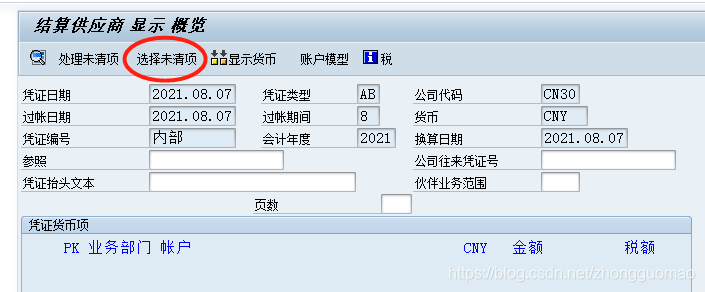 结算供应商 显示 概览
处理未清项 选择未清项 显示货币 账户模型 税
凭证日期 2021.08.07 凭证类型 AB 公司代码 CN30
过帐日期 2021.08.07 过帐期间 8 货币 CNY
凭证编号 内部 会计年度 2021 换算日期 2021.08.07
参照 公司往来凭证号
凭证抬头文本 伙伴业务范围
页数
凭证货币项
PK 业务部门 帐户 CNY 金额 税额
https://blog.csdn.net/zhongguomao